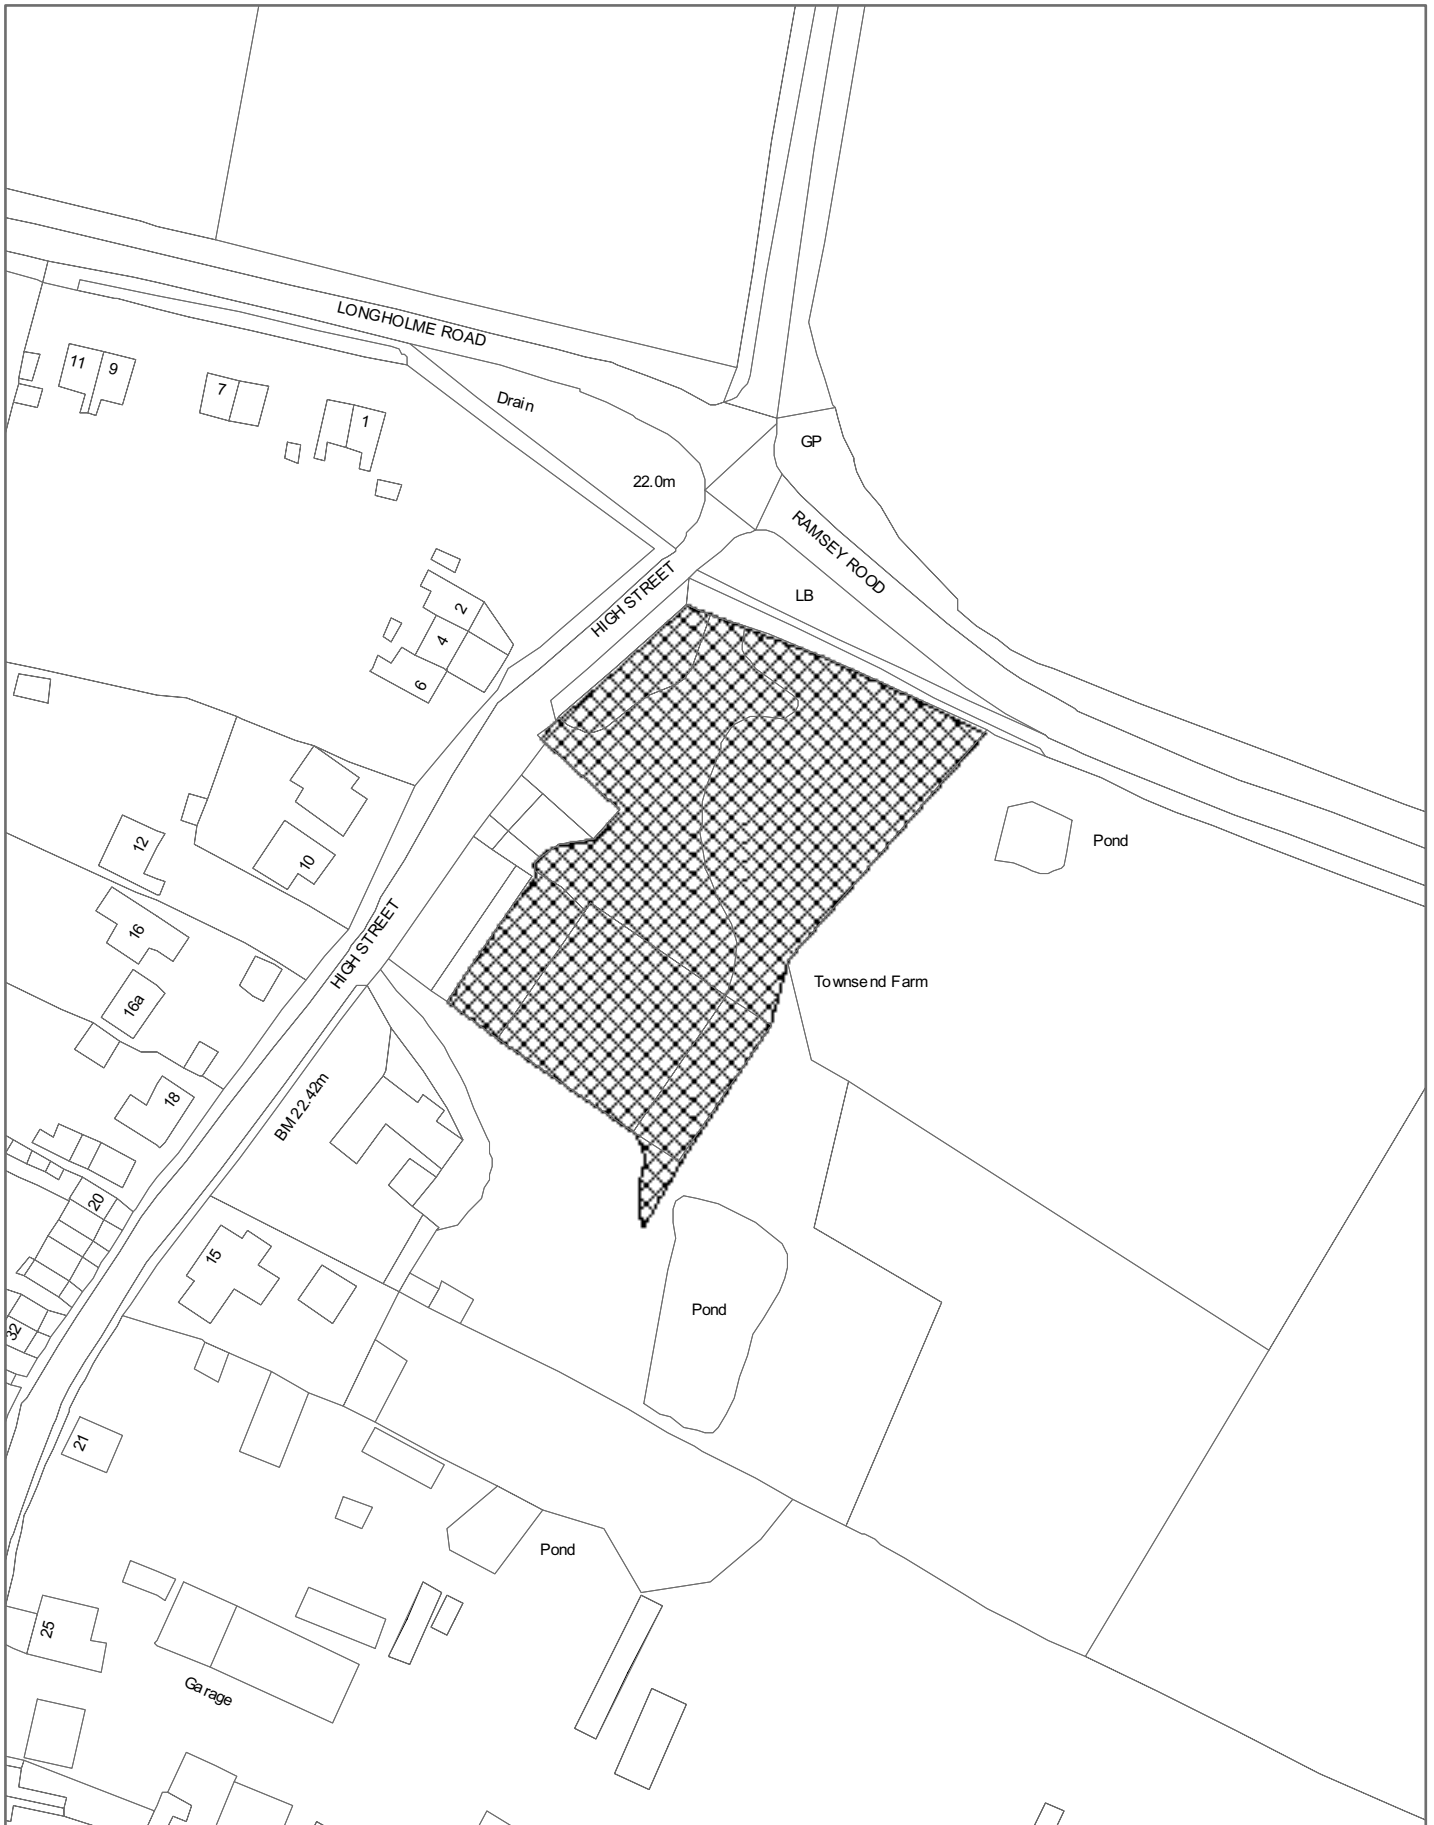 LONGHOLME ROAD
11
9
7
1
Drain
GP
22.0m
RAMSEY ROOD
HIGH STREET
LB
2
4
6
12
10
Pond
16
HIGH STREET
16a
Townsend Farm
18
BM 22.42m
20
15
Pond
32
21
Pond
25
Garage